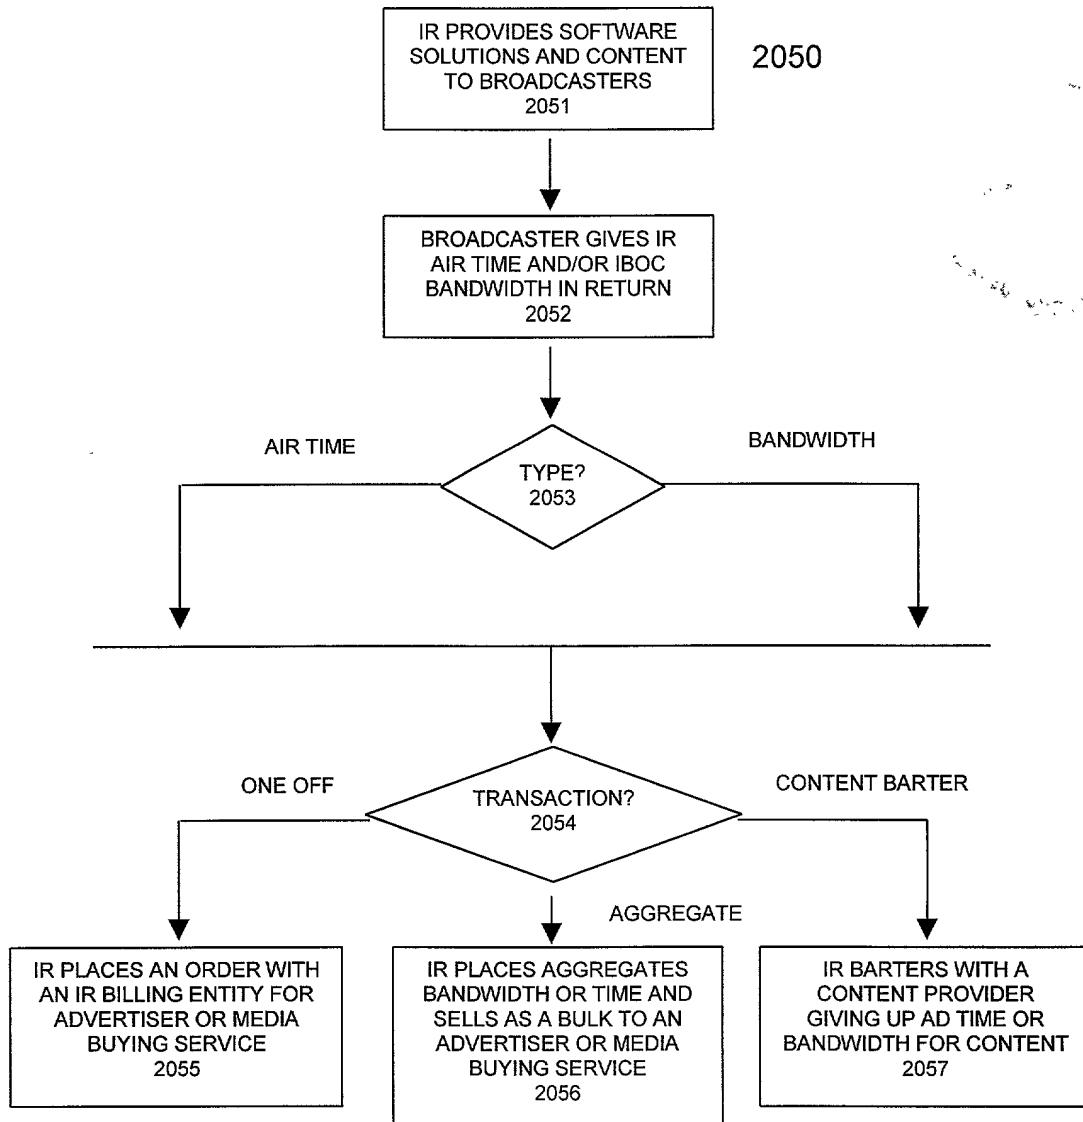 IR PROVIDES SOFTWARE
SOLUTIONS AND CONTENT
TO BROADCASTERS
2051
2050
BROADCASTER GIVES IR
AIR TIME AND/OR IBOC
BANDWIDTH IN RETURN
2052
AIR TIME
BANDWIDTH
TYPE?
2053
ONE OFF
CONTENT BARTER
TRANSACTION?
2054
AGGREGATE
IR PLACES AN ORDER WITH
AN IR BILLING ENTITY FOR
ADVERTISER OR MEDIA
BUYING SERVICE
2055
IR PLACES AGGREGATES
BANDWIDTH OR TIME AND
SELLS AS A BULK TO AN
ADVERTISER OR MEDIA
BUYING SERVICE
2056
IR BARTERS WITH A
CONTENT PROVIDER
GIVING UP AD TIME OR
BANDWIDTH FOR CONTENT
2057